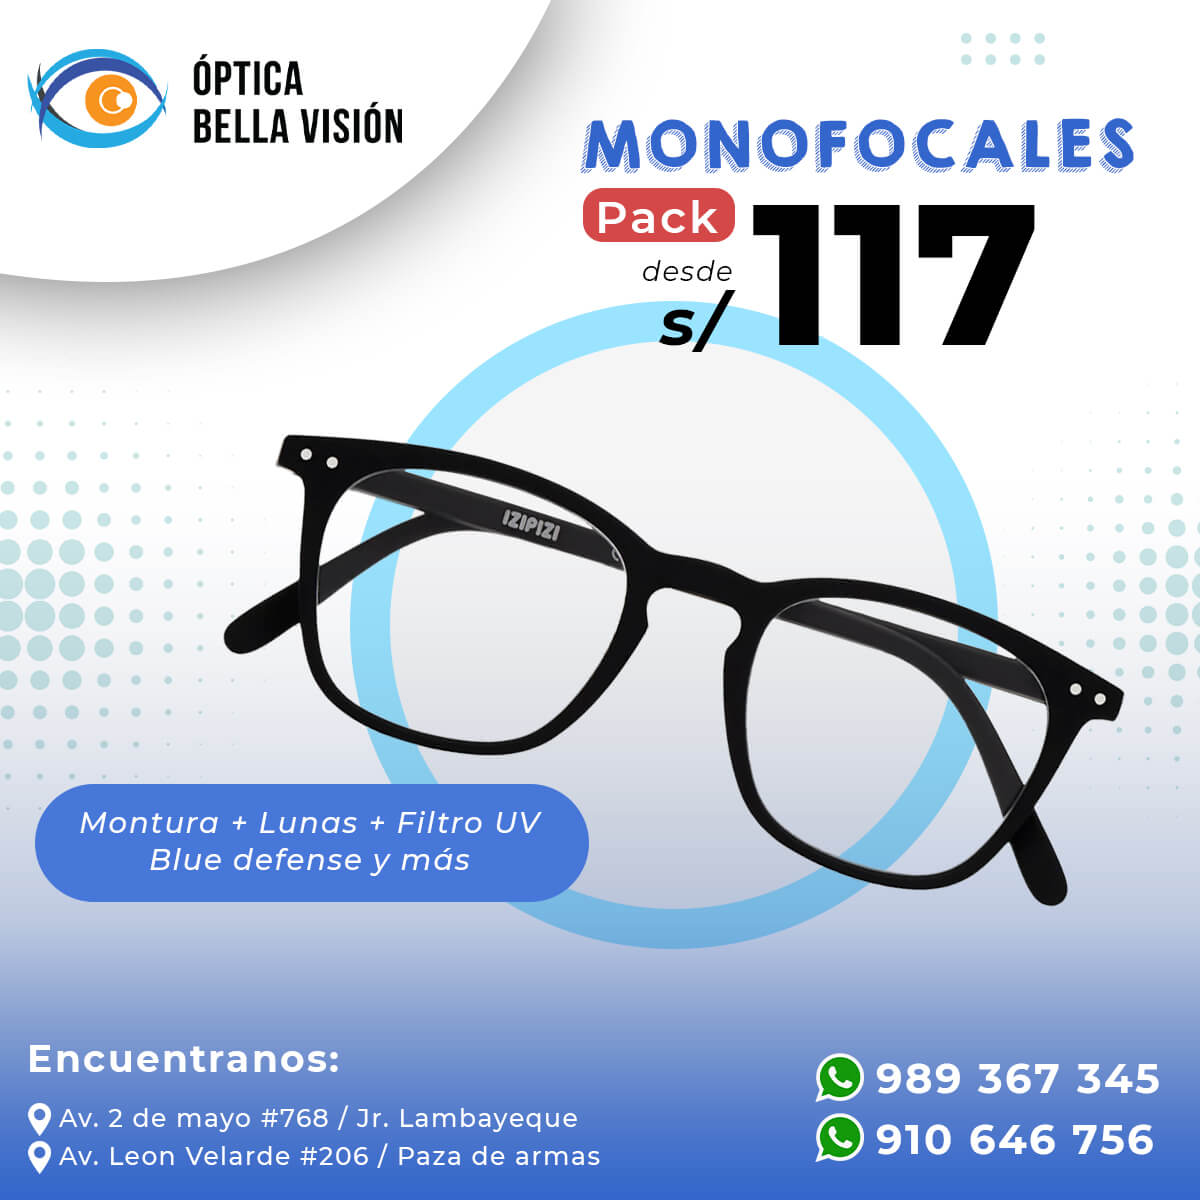 ÓPTICA
BELLA VISIÓN
MONOFOCALES
Pack
desde
s/ 117
IZIPIZI
Montura + Lunas + Filtro UV
Blue defense y más
Encuentranos:
Av. 2 de mayo #768 / Jr. Lambayeque
Av. Leon Velarde #206 / Paza de armas
989 367 345
910 646 756